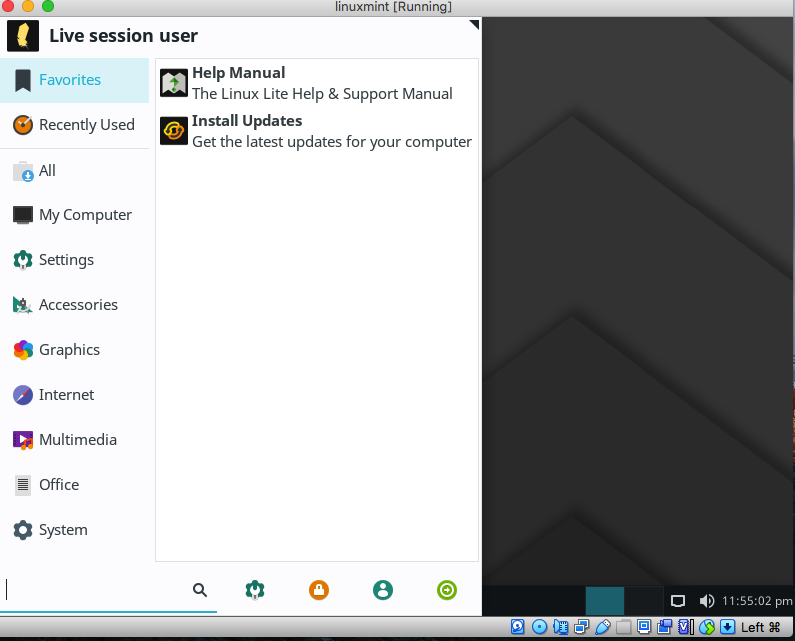 linuxmint [Running]
Live session user
Favorites
Recently Used
All
My Computer
Settings
Accessories
Graphics
Internet
Multimedia
Office
System
Help Manual
The Linux Lite Help & Support Manual
Install Updates
Get the latest updates for your computer
11:55:02 pm
Left ⌘